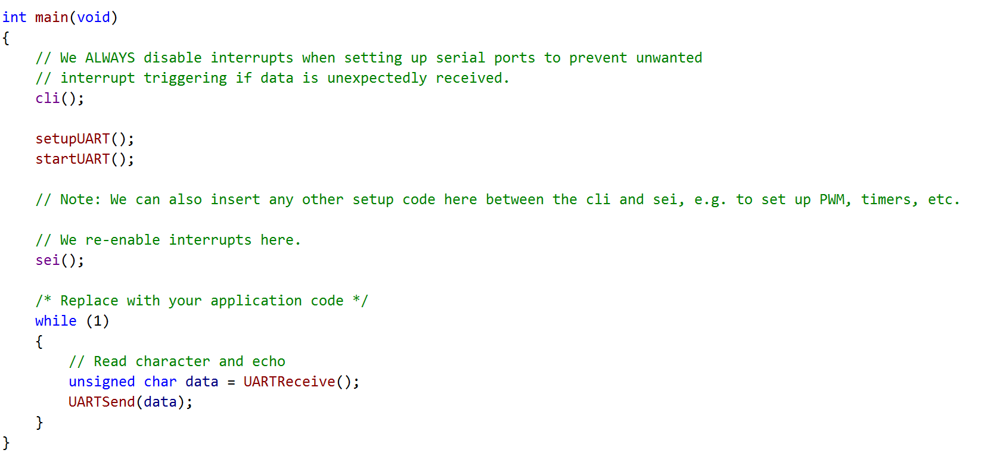 int main(void)
{
    // We ALWAYS disable interrupts when setting up serial ports to prevent unwanted
    // interrupt triggering if data is unexpectedly received.
    cli();

    setupUART();
    startUART();

    // Note: We can also insert any other setup code here between the cli and sei, e.g. to set up PWM, timers, etc.

    // We re-enable interrupts here.
    sei();

    /* Replace with your application code */
    while (1)
    {
        // Read character and echo
        unsigned char data = UARTReceive();
        UARTSend(data);
    }
}